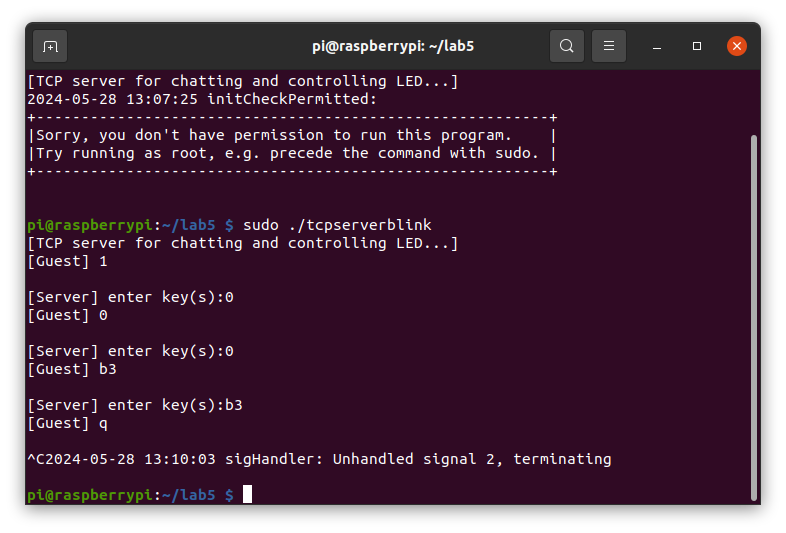 pi@raspberrypi: ~/lab5
[TCP server for chatting and controlling LED...]
2024-05-28 13:07:25 initCheckPermitted:
+---------------------------------------------------------+
|Sorry, you don't have permission to run this program.    |
|Try running as root, e.g. precede the command with sudo. |
+---------------------------------------------------------+
pi@raspberrypi:~/lab5 $ sudo ./tcpserverblink
[TCP server for chatting and controlling LED...]
[Guest] 1
[Server] enter key(s):0
[Guest] 0
[Server] enter key(s):0
[Guest] b3
[Server] enter key(s):b3
[Guest] q
^C2024-05-28 13:10:03 sigHandler: Unhandled signal 2, terminating
pi@raspberrypi:~/lab5 $